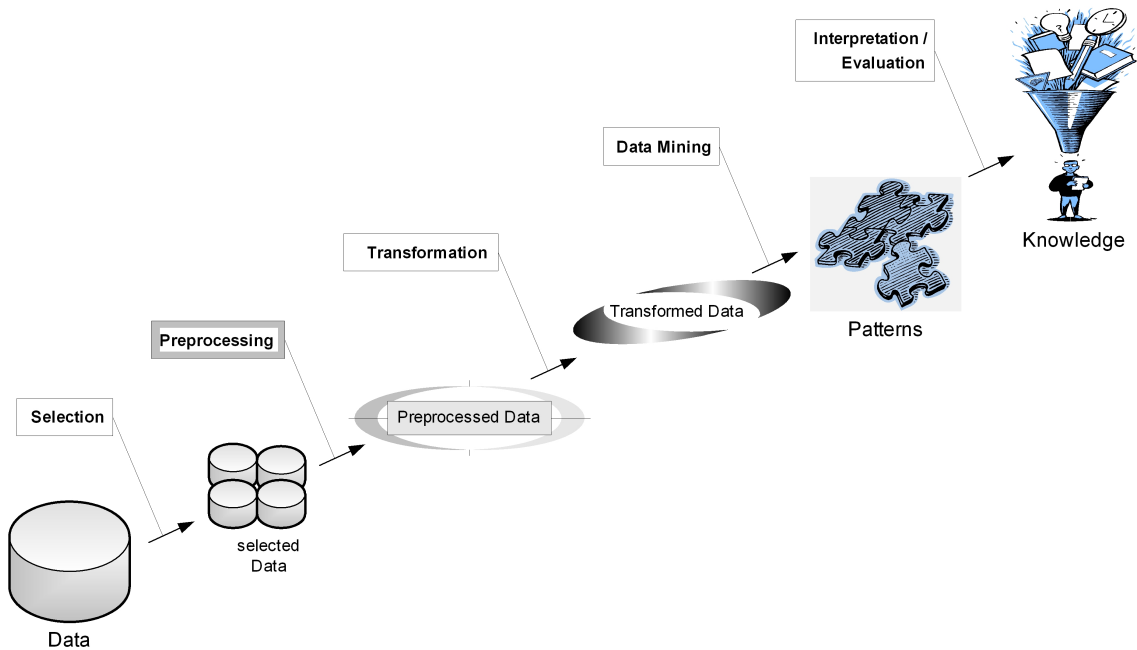 Interpretation /
Evaluation
Data Mining
Knowledge
Transformation
Transformed Data
Patterns
Preprocessing
Preprocessed Data
Selection
selected
Data
Data